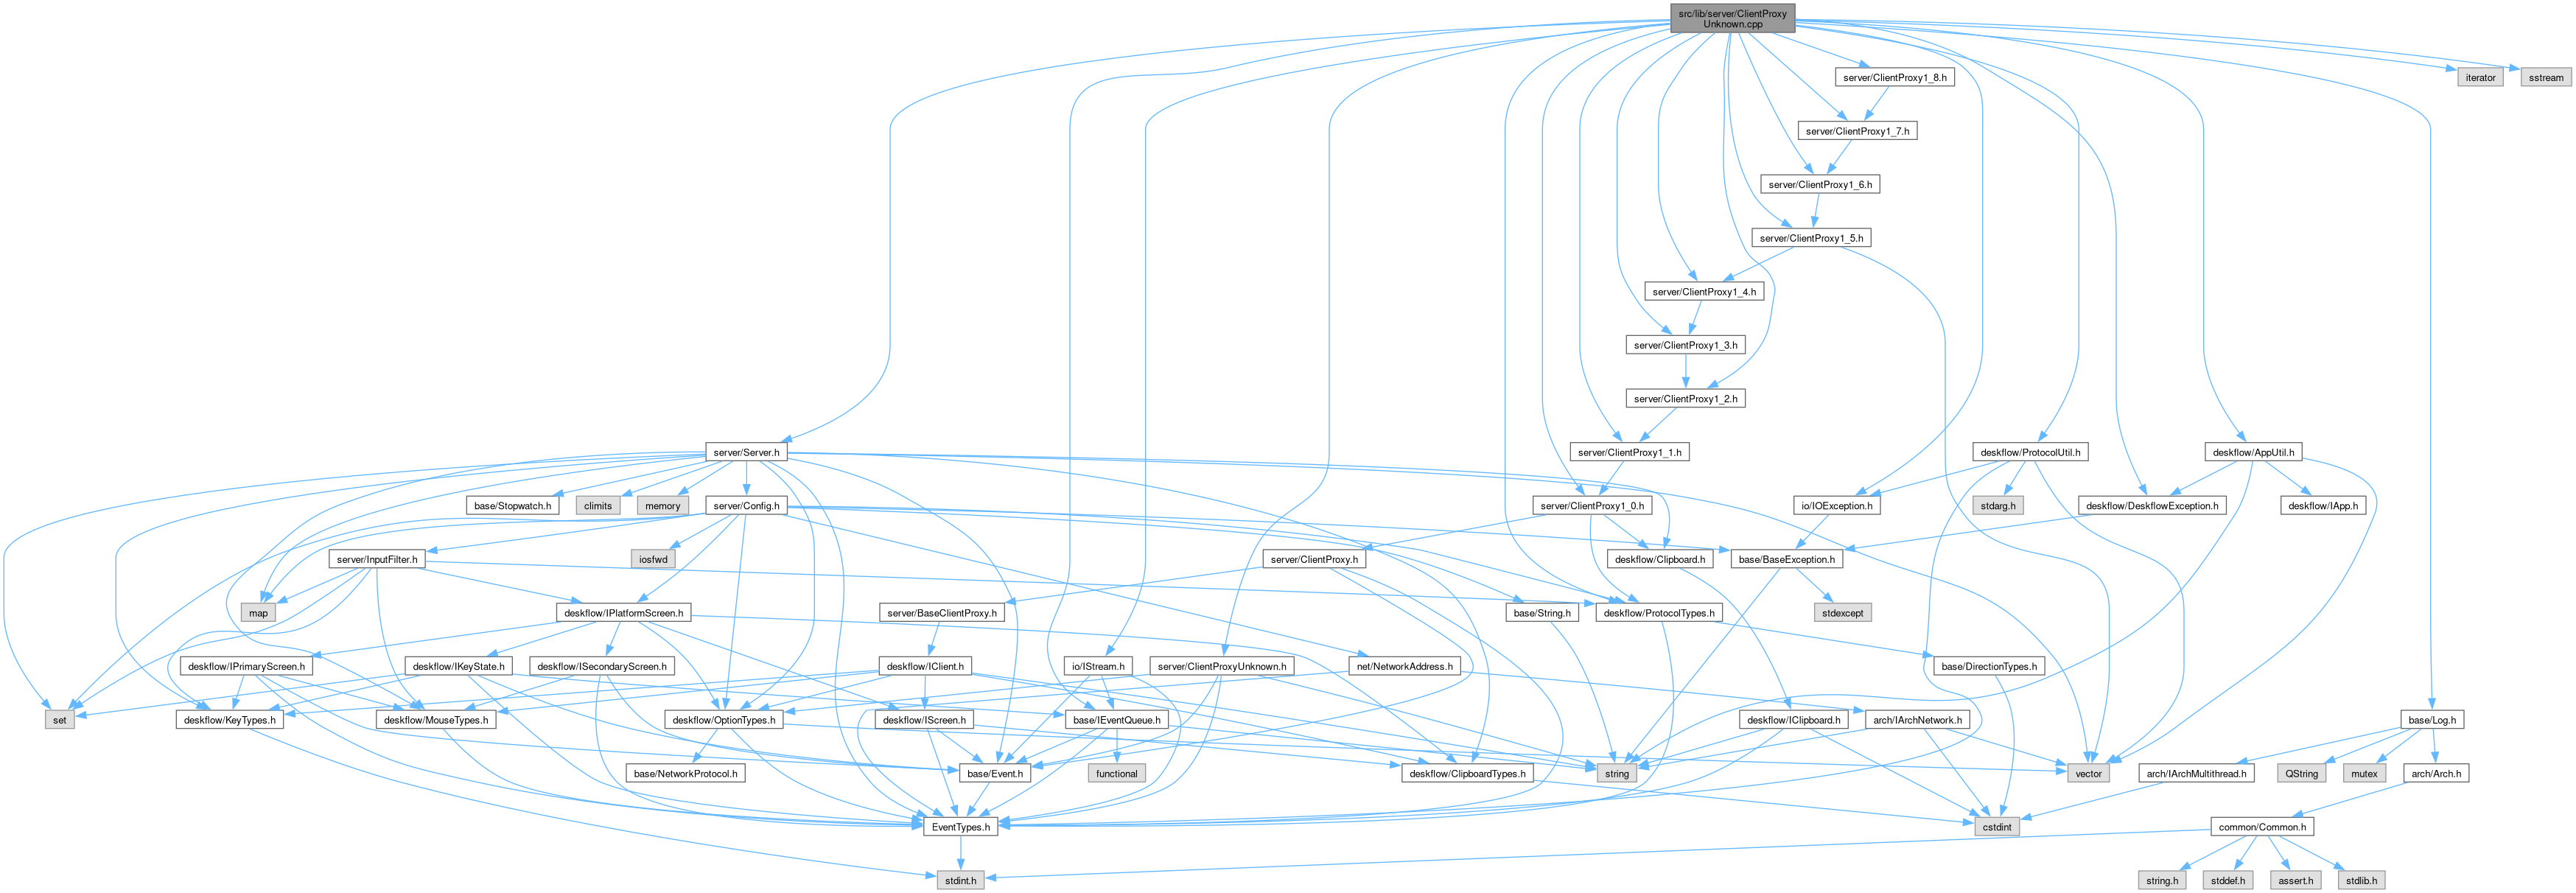 src/lib/server/ClientProxy
Unknown.cpp
server/ClientProxy1_8.h
iterator
sstream
server/ClientProxy1_7.h
server/ClientProxy1_6.h
server/ClientProxy1_5.h
server/ClientProxy1_4.h
server/ClientProxy1_3.h
server/ClientProxy1_2.h
server/Server.h
server/ClientProxy1_1.h
deskflow/ProtocolUtil.h
deskflow/AppUtil.h
base/Stopwatch.h
climits
memory
server/Config.h
server/ClientProxy1_0.h
io/IOException.h
stdarg.h
deskflow/DeskflowException.h
deskflow/IApp.h
server/InputFilter.h
iosfwd
server/ClientProxy.h
deskflow/Clipboard.h
base/BaseException.h
map
deskflow/IPlatformScreen.h
server/BaseClientProxy.h
base/String.h
deskflow/ProtocolTypes.h
stdexcept
deskflow/IPrimaryScreen.h
deskflow/IKeyState.h
deskflow/ISecondaryScreen.h
deskflow/IClient.h
io/IStream.h
server/ClientProxyUnknown.h
net/NetworkAddress.h
base/DirectionTypes.h
set
deskflow/KeyTypes.h
deskflow/MouseTypes.h
deskflow/OptionTypes.h
deskflow/IScreen.h
base/IEventQueue.h
deskflow/IClipboard.h
arch/IArchNetwork.h
base/Log.h
base/NetworkProtocol.h
base/Event.h
functional
deskflow/ClipboardTypes.h
string
vector
arch/IArchMultithread.h
QString
mutex
arch/Arch.h
EventTypes.h
cstdint
common/Common.h
stdint.h
string.h
stddef.h
assert.h
stdlib.h